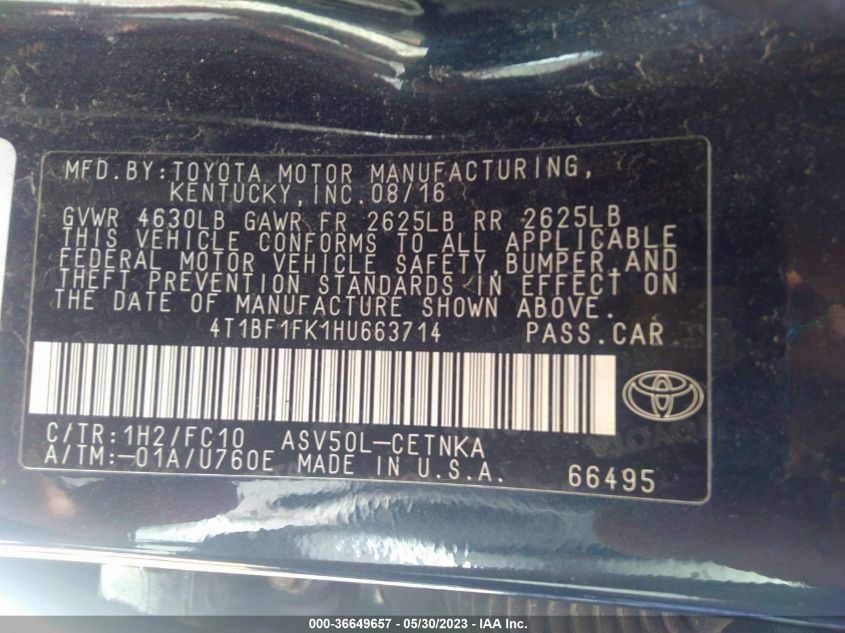 MFD.BY:TOYOTA MOTOR MANUFACTURING,
KENTUCKY,INC.08/16
GVWR 4630LB GAWR FR 2625LB RR 2625LB
THIS VEHICLE CONFORMS TO ALL APPLICABLE
FEDERAL MOTOR VEHICLE SAFETY,BUMPER,AND
THEFT PREVENTION STANDARDS IN EFFECT ON
THE DATE OF MANUFACTURE SHOWN ABOVE.
4T1BF1FK1HU663714 PASS.CAR
C/TR:1H2/FC10 ASV50L-CETNKA
A/TM:-01A/U760E MADE IN U.S.A. 66495
000-36649657 - 05/30/2023 - IAA Inc.